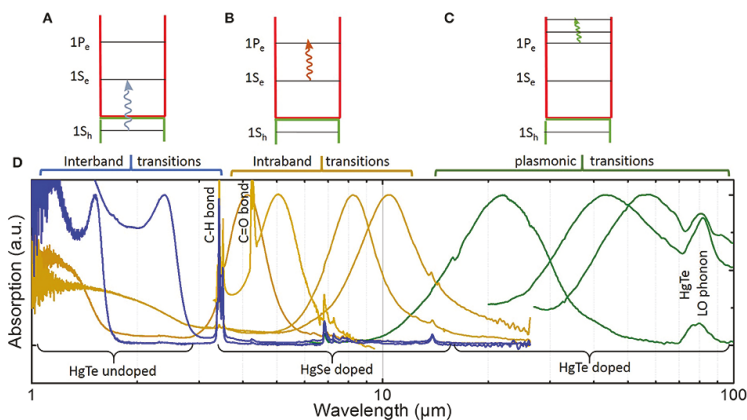 A
B
C
1Pe
1Se
1Sh
1Pe
1Se
1Sh
1Pe
1Se
1Sh
D
Interband transitions
Intraband transitions
plasmonic transitions
C-H bond
C=O bond
HgTe
LO phonon
Absorption (a.u.)
HgTe undoped
HgSe doped
HgTe doped
1
10
100
Wavelength (μm)